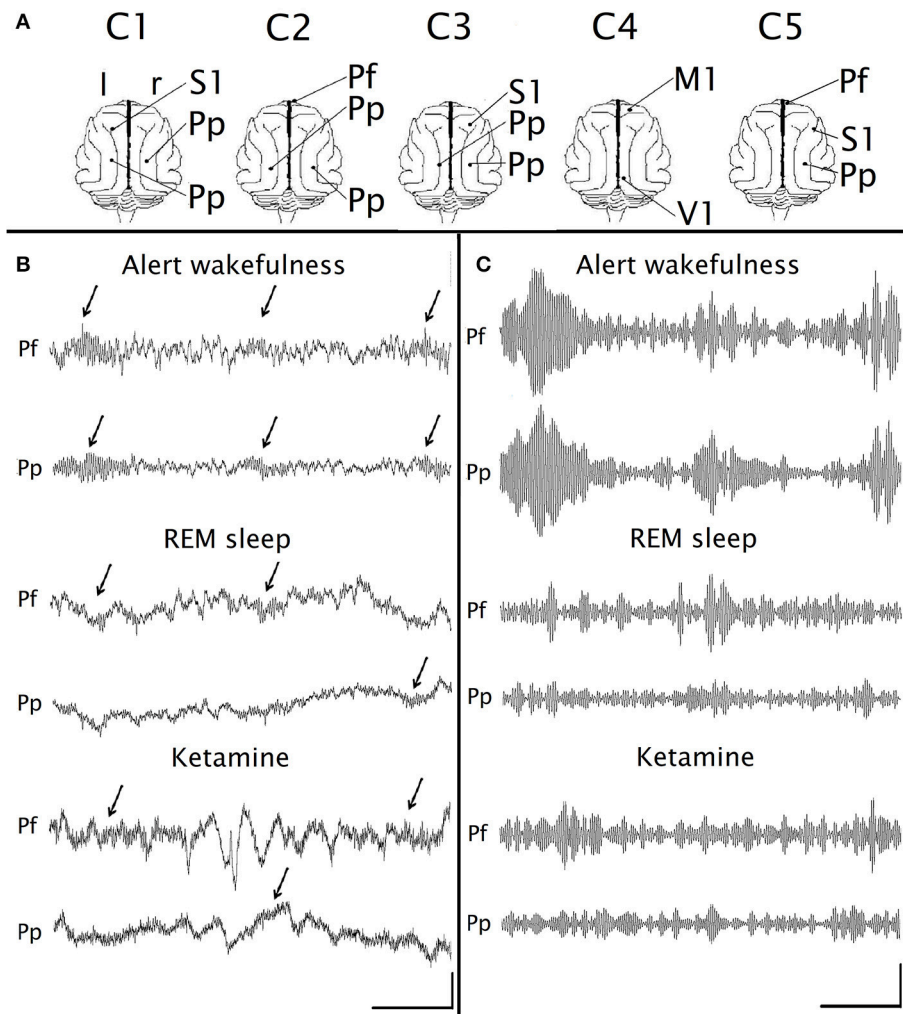 A
C1 C2 C3 C4 C5
l r S1 Pp Pp
Pf Pp Pp
S1 Pp Pp
M1 V1
Pf S1 Pp
B
Alert wakefulness
Pf
Pp
REM sleep
Pf
Pp
Ketamine
Pf
Pp
C
Alert wakefulness
Pf
Pp
REM sleep
Pf
Pp
Ketamine
Pf
Pp